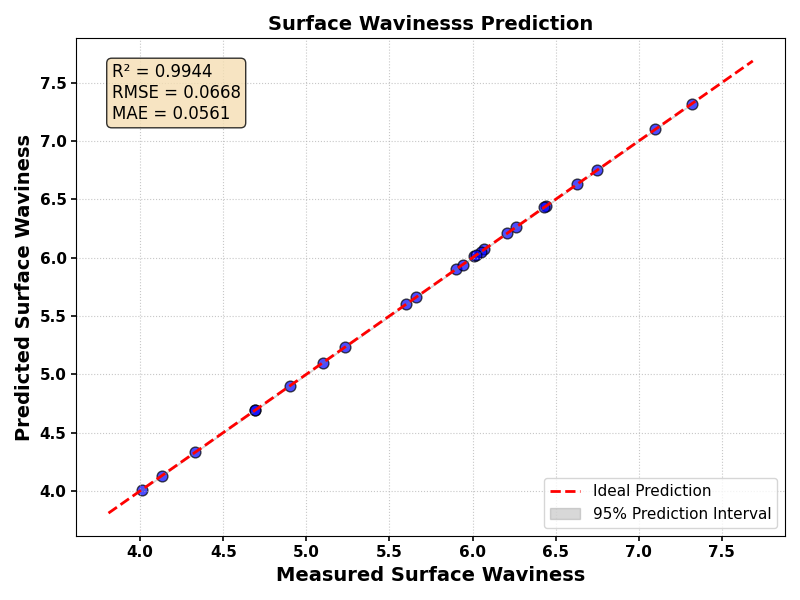 Surface Wavinesss Prediction
R² = 0.9944
RMSE = 0.0668
MAE = 0.0561
Predicted Surface Waviness
7.5
7.0
6.5
6.0
5.5
5.0
4.5
4.0
Ideal Prediction
95% Prediction Interval
4.0 4.5 5.0 5.5 6.0 6.5 7.0 7.5
Measured Surface Waviness